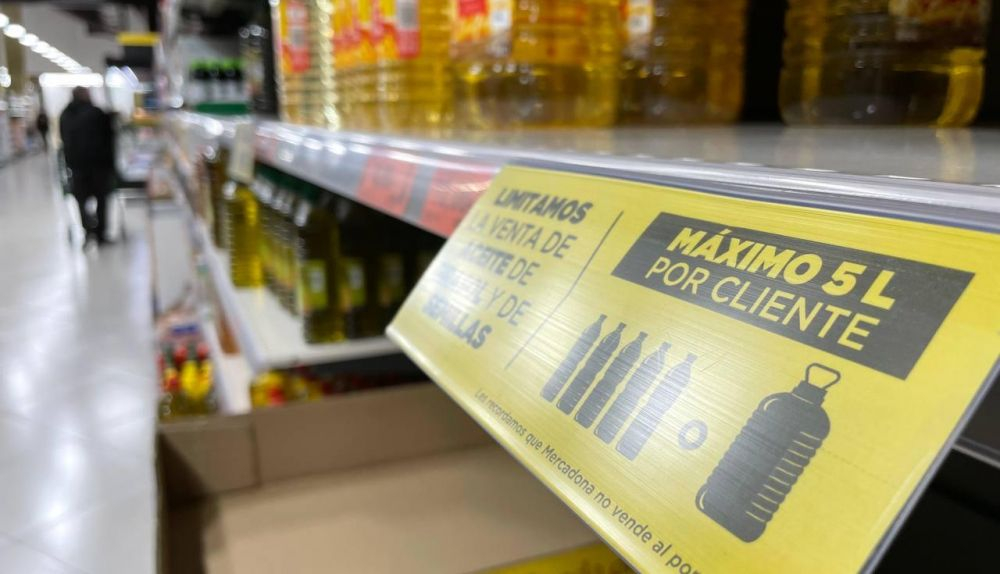 LIMITAMOS
LA VENTA DE
ACEITE DE
Y DE
SEMILLAS
MÁXIMO 5 L
POR CLIENTE
o
Les recordamos que Mercadona no vende al por